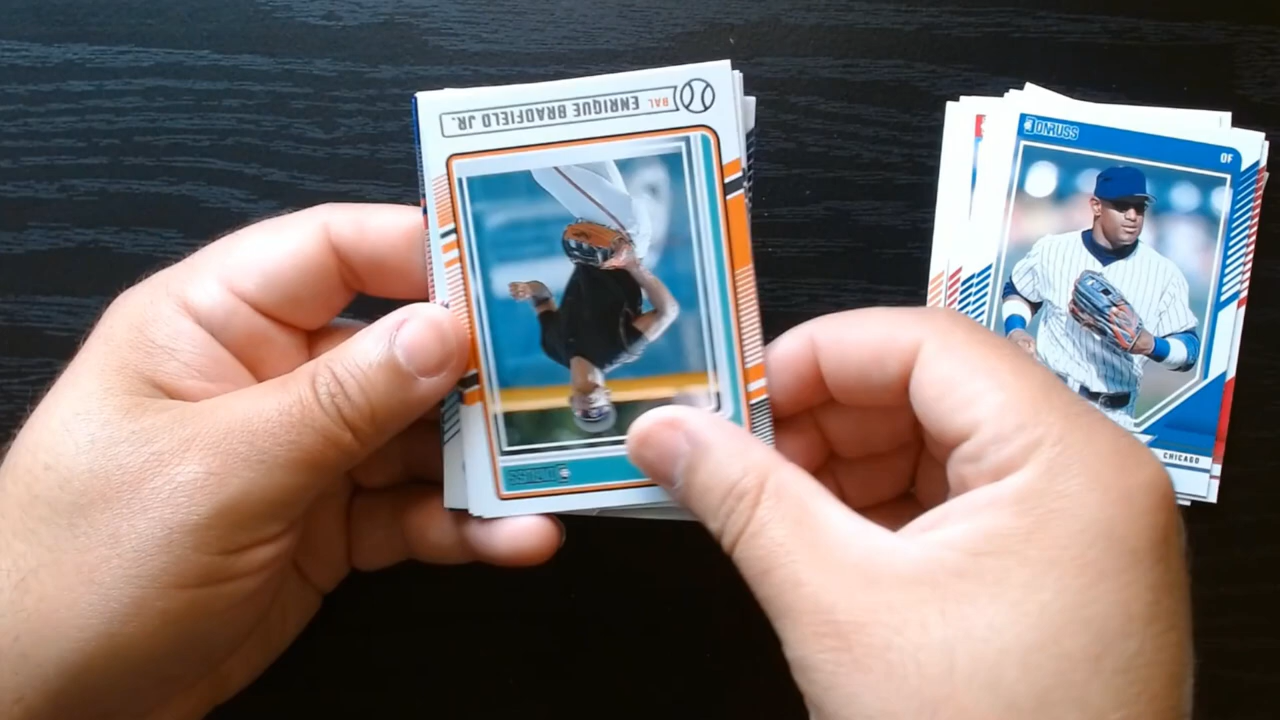 BAL ENRIQUE BRADFIELD JR.
DONRUSS
DONRUSS
OF
CHICAGO